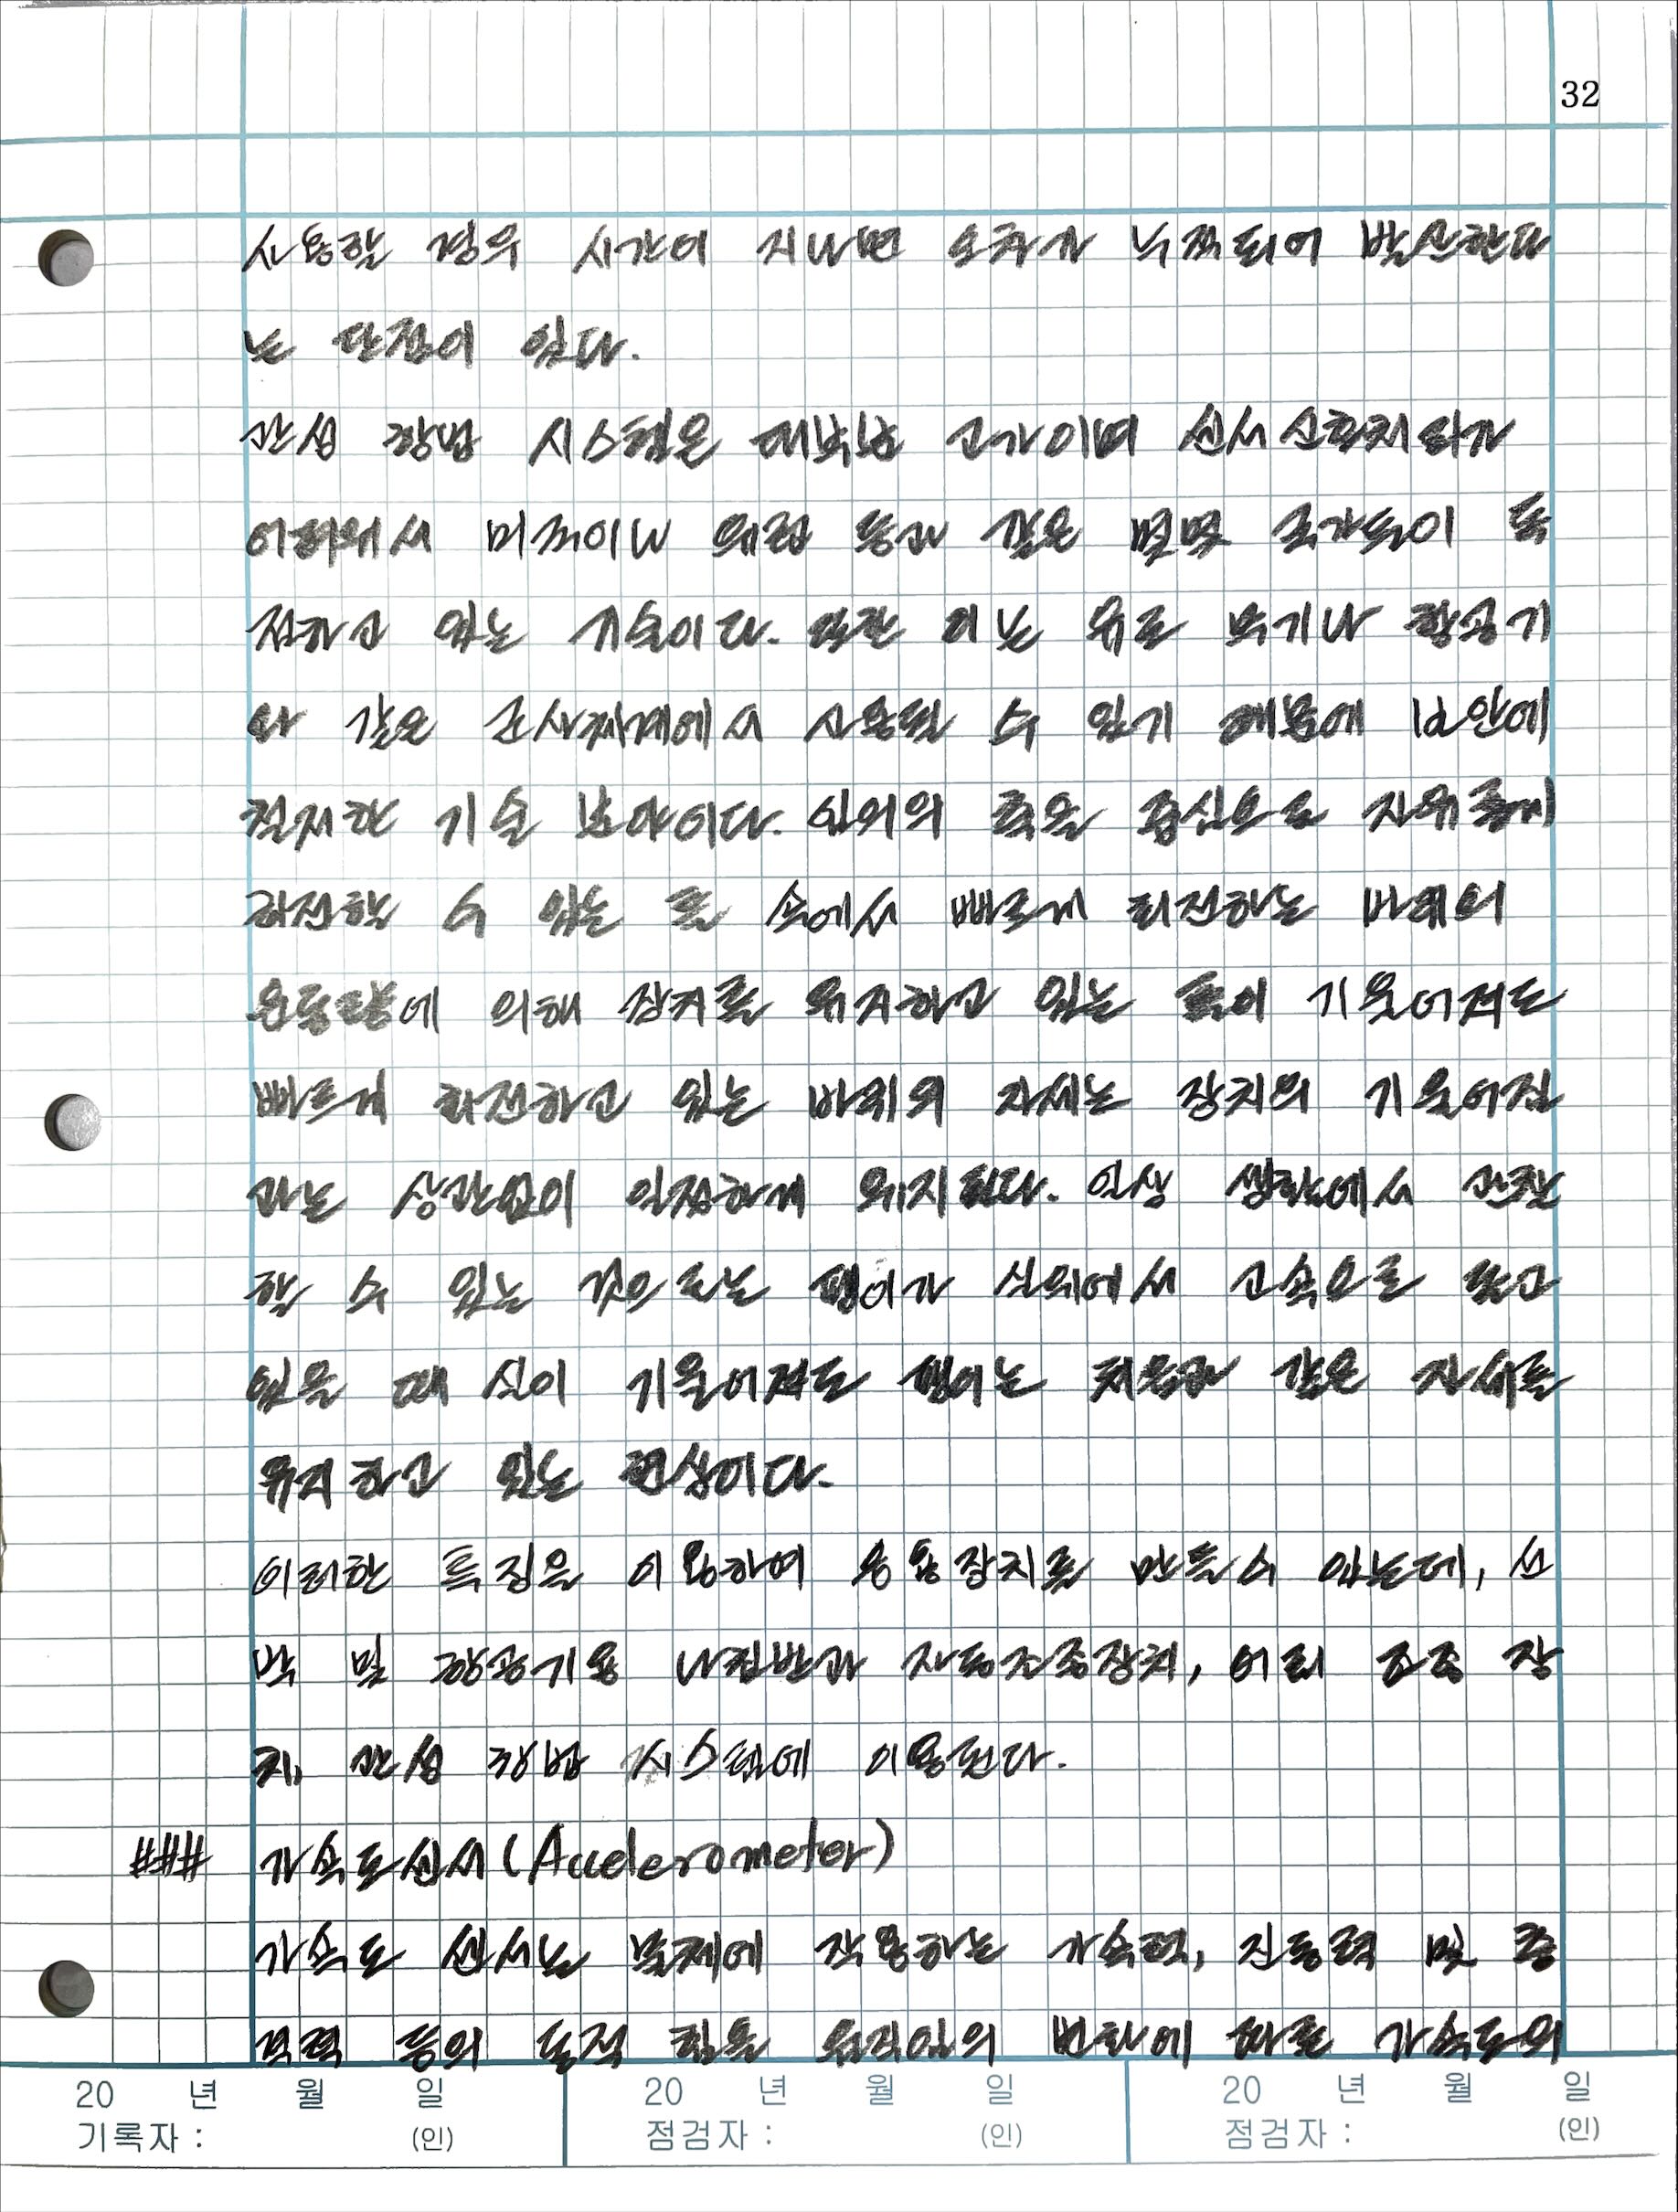 32
사용할 경우 시간이 지나면 오차가 누적되어 발산한다
는 단점이 있다.
관성 항법 시스템은 대부분 고가이며 센서 신호처리가
어려워서 미국이나 유럽 등과 같은 몇몇 국가들이 독
점하고 있는 기술이다. 또한 이는 유도 무기나 항공기
와 같은 군사체계에서 사용될 수 있기 때문에 보안에
철저한 기술 분야이다. 임의의 축을 중심으로 자유롭게
회전할 수 있는 틀 속에서 빠르게 회전하는 바퀴의
운동량에 의해 장치를 유지하고 있는 틀이 기울어져도
빠르게 회전하고 있는 바퀴의 자세는 장치의 기울어짐
과는 상관없이 일정하게 유지된다. 일상 생활에서 관찰
할 수 있는 것으로는 팽이가 식위에서 고속으로 돌고
있을 때 식이 기울어져도 팽이는 처음과 같은 자세를
유지하고 있는 현상이다.
이러한 특징을 이용하여 응용장치를 만들수 있는데, 선
박 및 항공기용 나침반과 자동조종장치, 어뢰 조종 장
치, 관성 항법 시스템에 이용된다.
### 가속도센서(Accelerometer)
가속도 센서는 물체에 작용하는 가속력, 진동력 및 충
격력 등의 동적 힘을 움직임의 변화에 따른 가속도의
20 년 월 일 20 년 월 일 20 년 월 일
기록자 : (인) 점검자 : (인) 점검자 : (인)